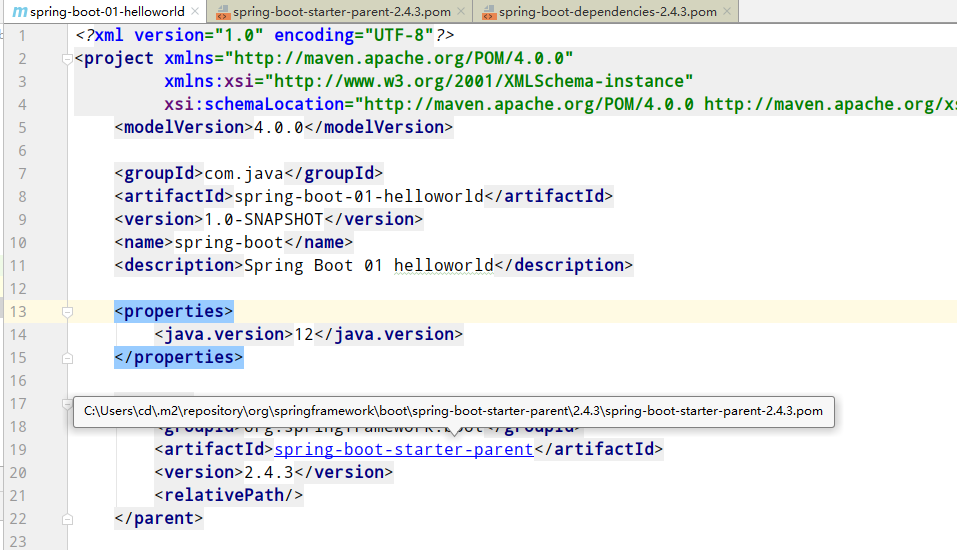 spring-boot-01-helloworld
spring-boot-starter-parent-2.4.3.pom
spring-boot-dependencies-2.4.3.pom
1 <?xml version="1.0" encoding="UTF-8"?>
2 <project xmlns="http://maven.apache.org/POM/4.0.0"
3 xmlns:xsi="http://www.w3.org/2001/XMLSchema-instance"
4 xsi:schemaLocation="http://maven.apache.org/POM/4.0.0 http://maven.apache.org/xs
5 <modelVersion>4.0.0</modelVersion>
6
7 <groupId>com.java</groupId>
8 <artifactId>spring-boot-01-helloworld</artifactId>
9 <version>1.0-SNAPSHOT</version>
10 <name>spring-boot</name>
11 <description>Spring Boot 01 helloworld</description>
12
13 <properties>
14 <java.version>12</java.version>
15 </properties>
16
17
C:\Users\cd\.m2\repository\org\springframework\boot\spring-boot-starter-parent\2.4.3\spring-boot-starter-parent-2.4.3.pom
18 <groupId>org.springframework.boot</groupId>
19 <artifactId>spring-boot-starter-parent</artifactId>
20 <version>2.4.3</version>
21 <relativePath/>
22 </parent>
23